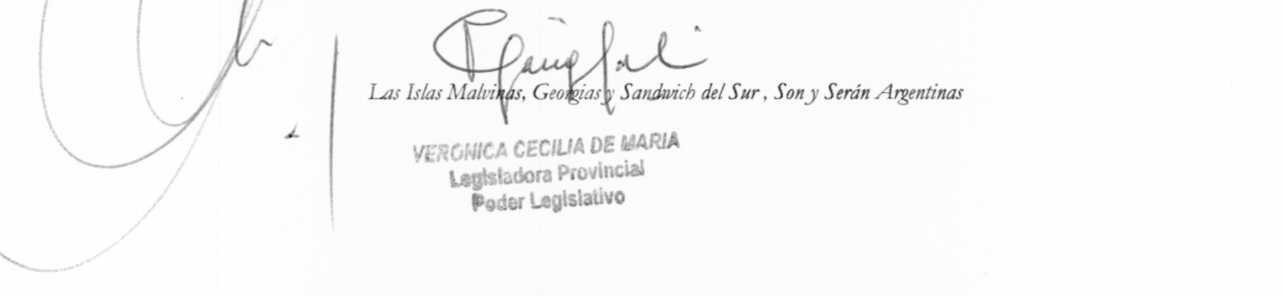 Las Islas Malvinas, Georgias y Sandwich del Sur , Son y Serán Argentinas
VERONICA CECILIA DE MARIA
Legisladora Provincial
Poder Legislativo